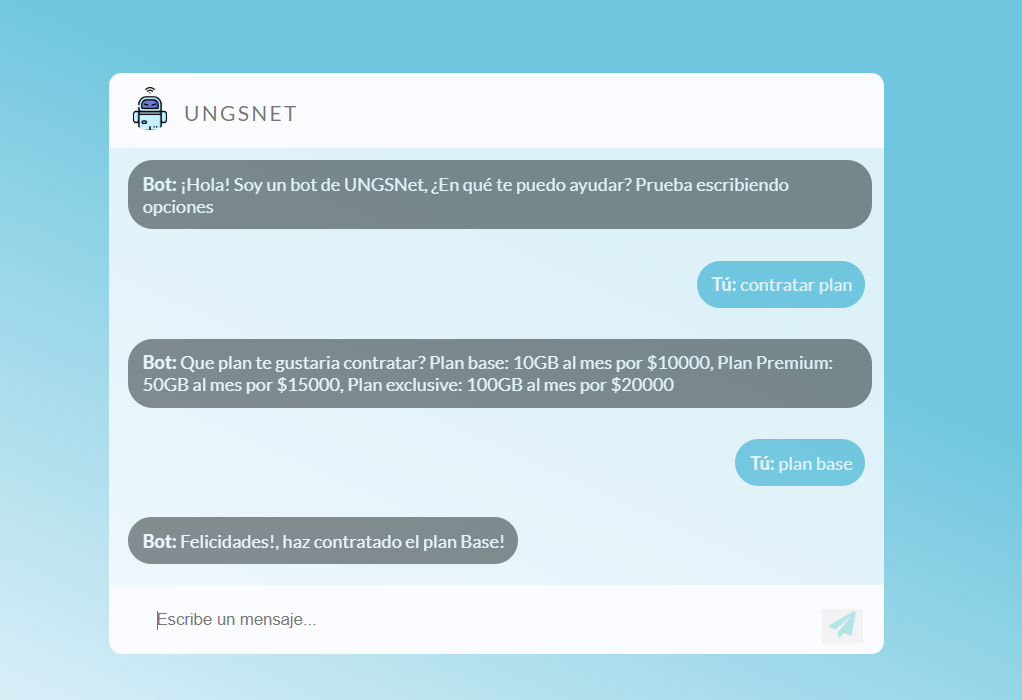 UNGSNET
Bot: ¡Hola! Soy un bot de UNGSNet, ¿En qué te puedo ayudar? Prueba escribiendo
opciones
Tú: contratar plan
Bot: Que plan te gustaria contratar? Plan base: 10GB al mes por $10000, Plan Premium:
50GB al mes por $15000, Plan exclusive: 100GB al mes por $20000
Tú: plan base
Bot: Felicidades!, haz contratado el plan Base!
Escribe un mensaje...